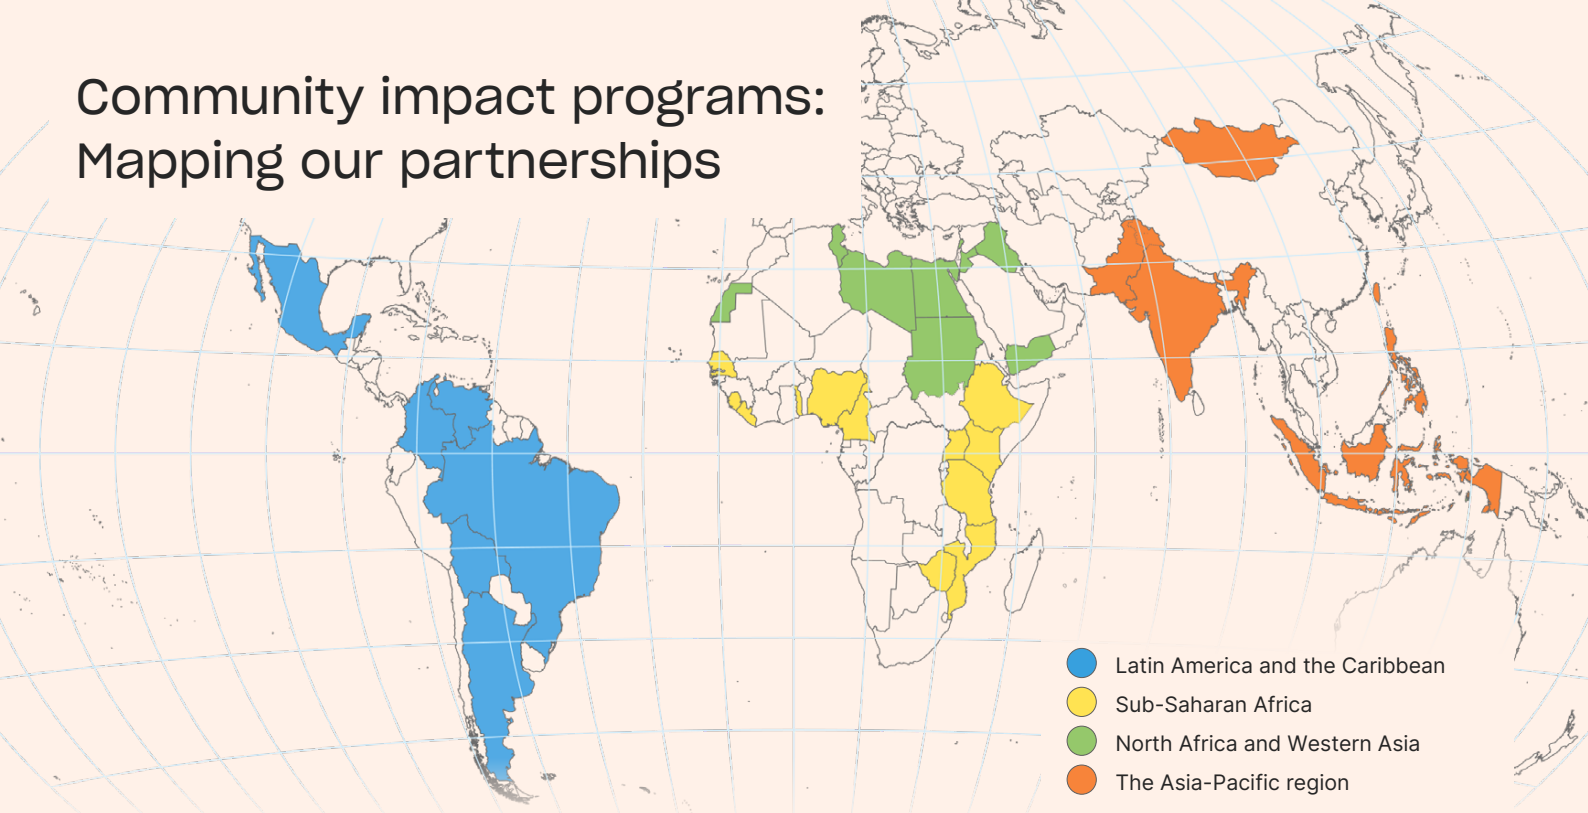 Community impact programs:
Mapping our partnerships
Latin America and the Caribbean
Sub-Saharan Africa
North Africa and Western Asia
The Asia-Pacific region